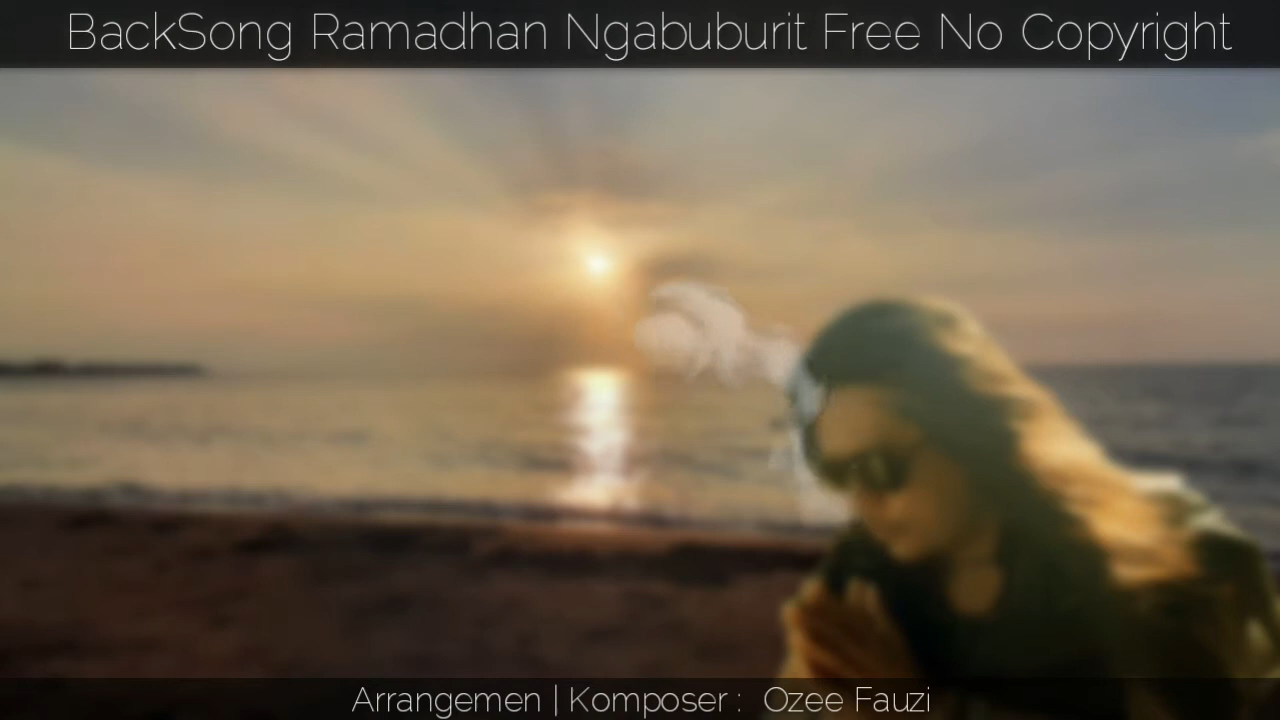 BackSong Ramadhan Ngabuburit Free No Copyright
Arrangemen | Komposer : Ozee Fauzi